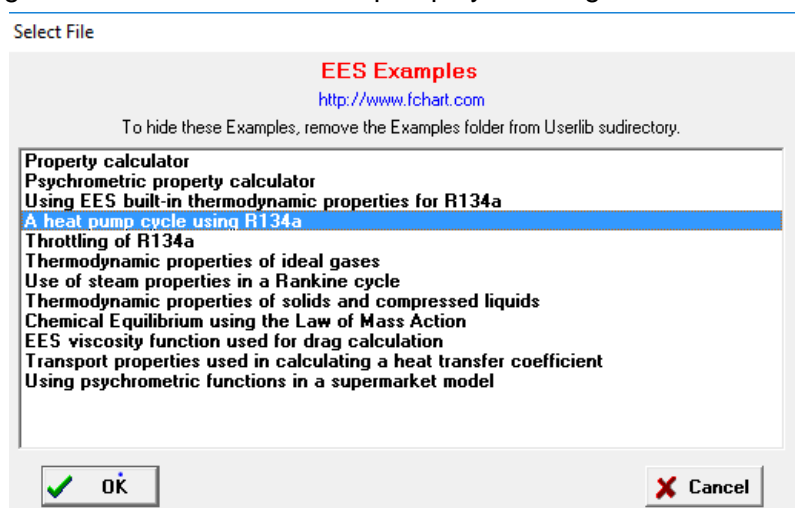 Select File
EES Examples
http://www.fchart.com
To hide these Examples, remove the Examples folder from Userlib sudirectory.
Property calculator
Psychrometric property calculator
Using EES built-in thermodynamic properties for R134a
A heat pump cycle using R134a
Throttling of R134a
Thermodynamic properties of ideal gases
Use of steam properties in a Rankine cycle
Thermodynamic properties of solids and compressed liquids
Chemical Equilibrium using the Law of Mass Action
EES viscosity function used for drag calculation
Transport properties used in calculating a heat transfer coefficient
Using psychrometric functions in a supermarket model
OK Cancel